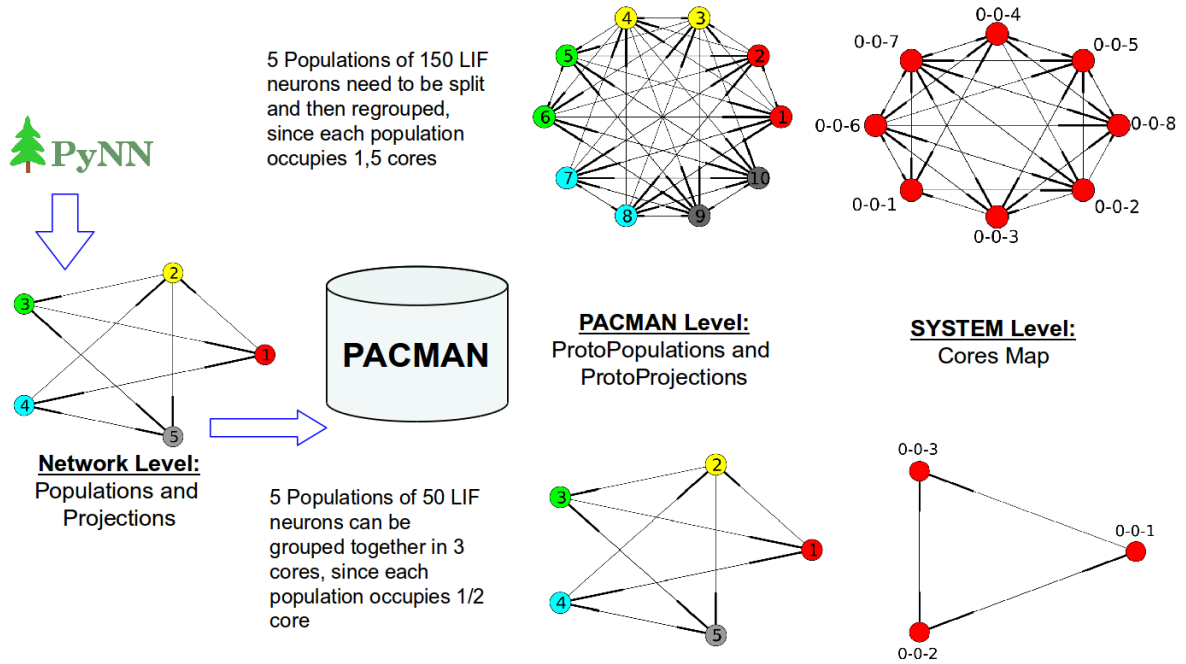 4
3
5
2
6
1
7
10
8
9
0-0-4
0-0-7
0-0-5
0-0-6
0-0-8
0-0-1
0-0-2
0-0-3
5 Populations of 150 LIF
neurons need to be split
and then regrouped,
since each population
occupies 1,5 cores
PyNN
2
3
1
4
5
PACMAN
Network Level:
Populations and
Projections
PACMAN Level:
ProtoPopulations and
ProtoProjections
SYSTEM Level:
Cores Map
5 Populations of 50 LIF
neurons can be
grouped together in 3
cores, since each
population occupies 1/2
core
2
3
1
4
5
0-0-3
0-0-1
0-0-2